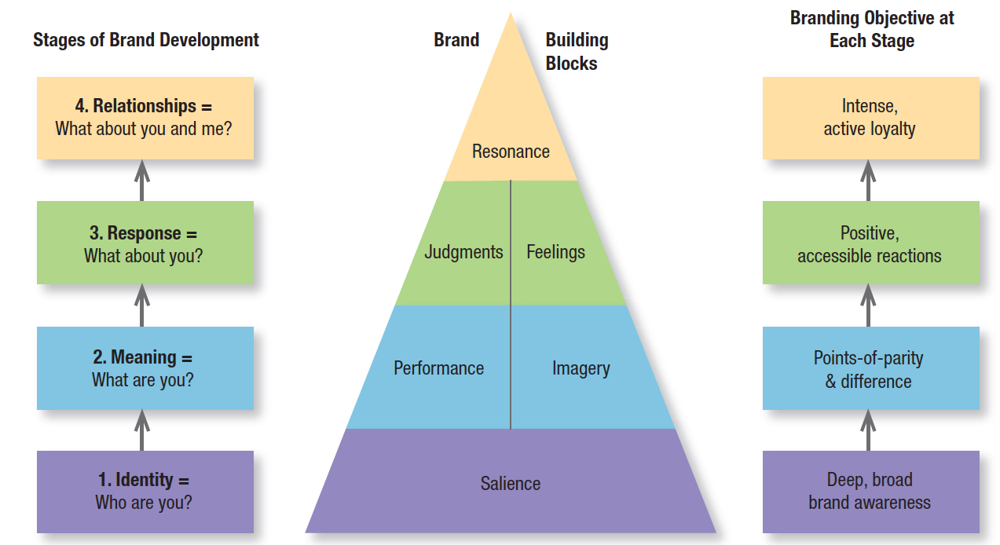 Stages of Brand Development
4. Relationships =
What about you and me?
3. Response =
What about you?
2. Meaning =
What are you?
1. Identity =
Who are you?
Brand
Building
Blocks
Resonance
Judgments
Feelings
Performance
Imagery
Salience
Branding Objective at
Each Stage
Intense,
active loyalty
Positive,
accessible reactions
Points-of-parity
& difference
Deep, broad
brand awareness